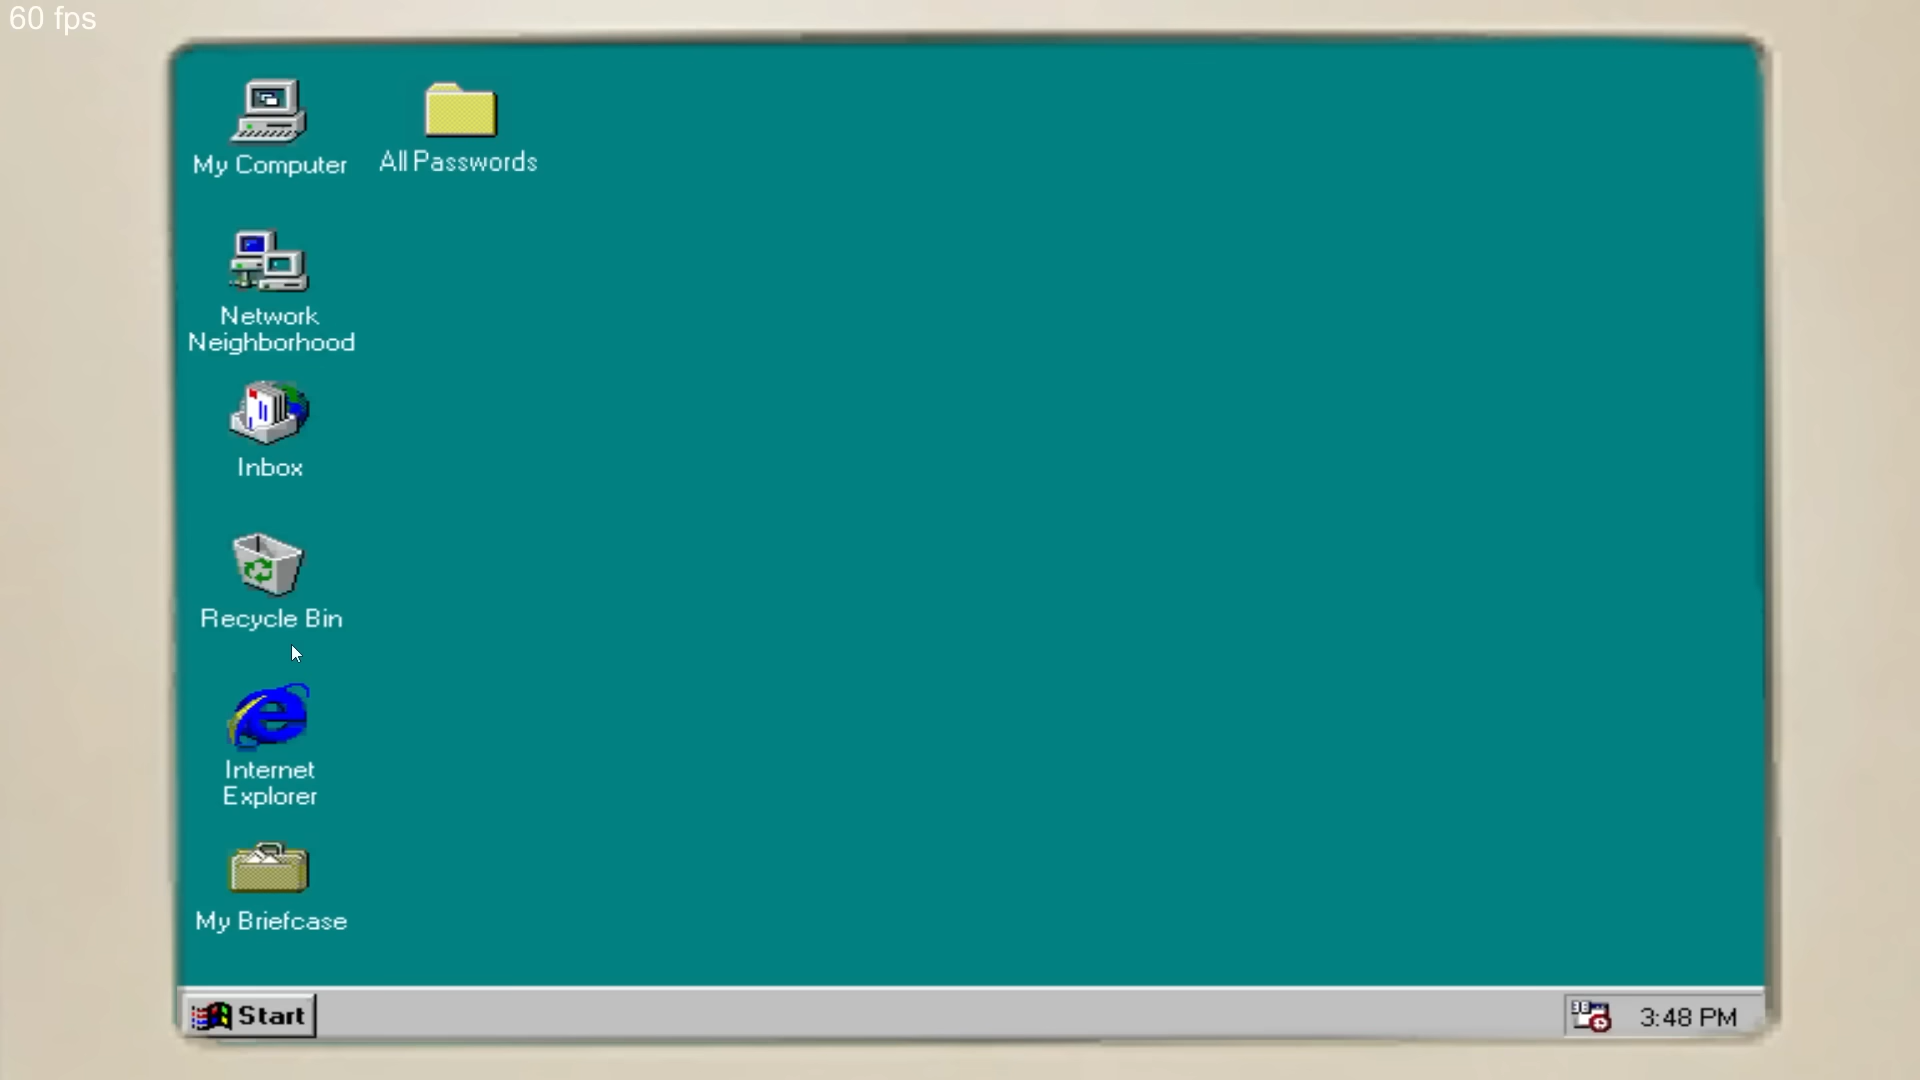 60 fps
My Computer
All Passwords
Network
Neighborhood
Inbox
Recycle Bin
Internet
Explorer
My Briefcase
Start
3:48 PM